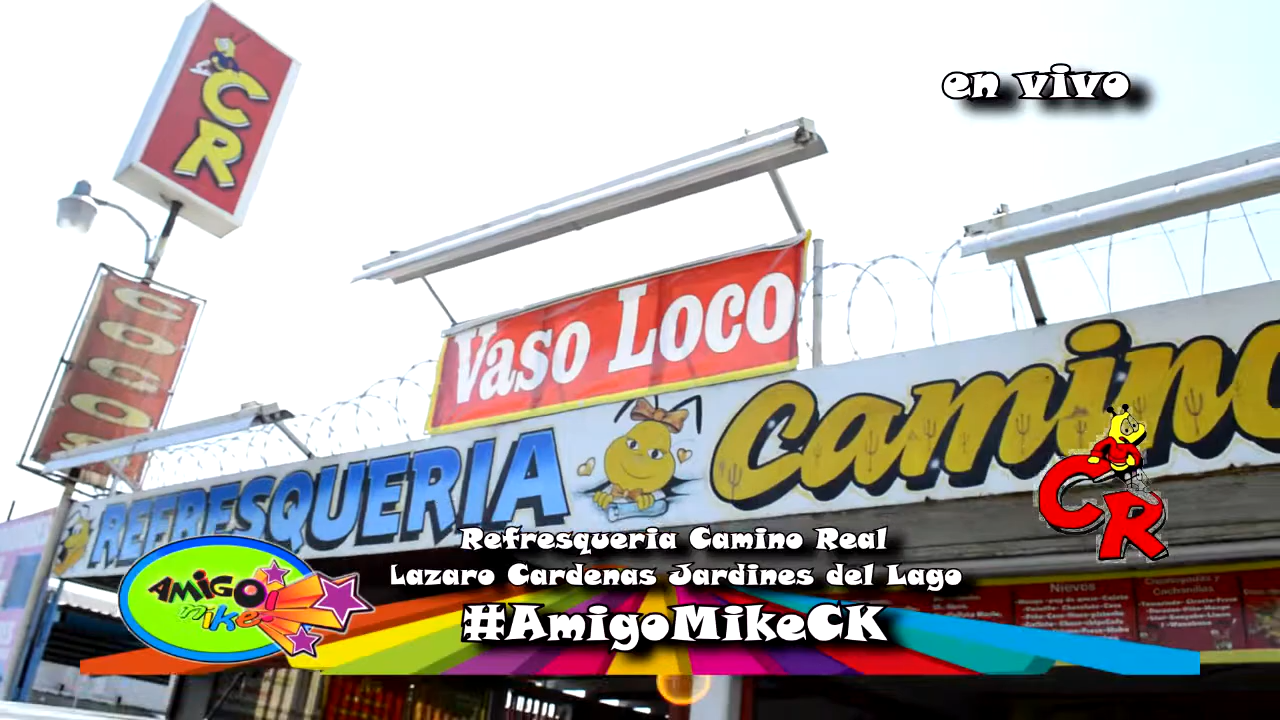 en vivo
CR
Vaso Loco
REFRESQUERIA Camino
CR
Refresqueria Camino Real
Lazaro Cardenas Jardines del Lago
#AmigoMikeCK
AMIGO
mike!
Nieves